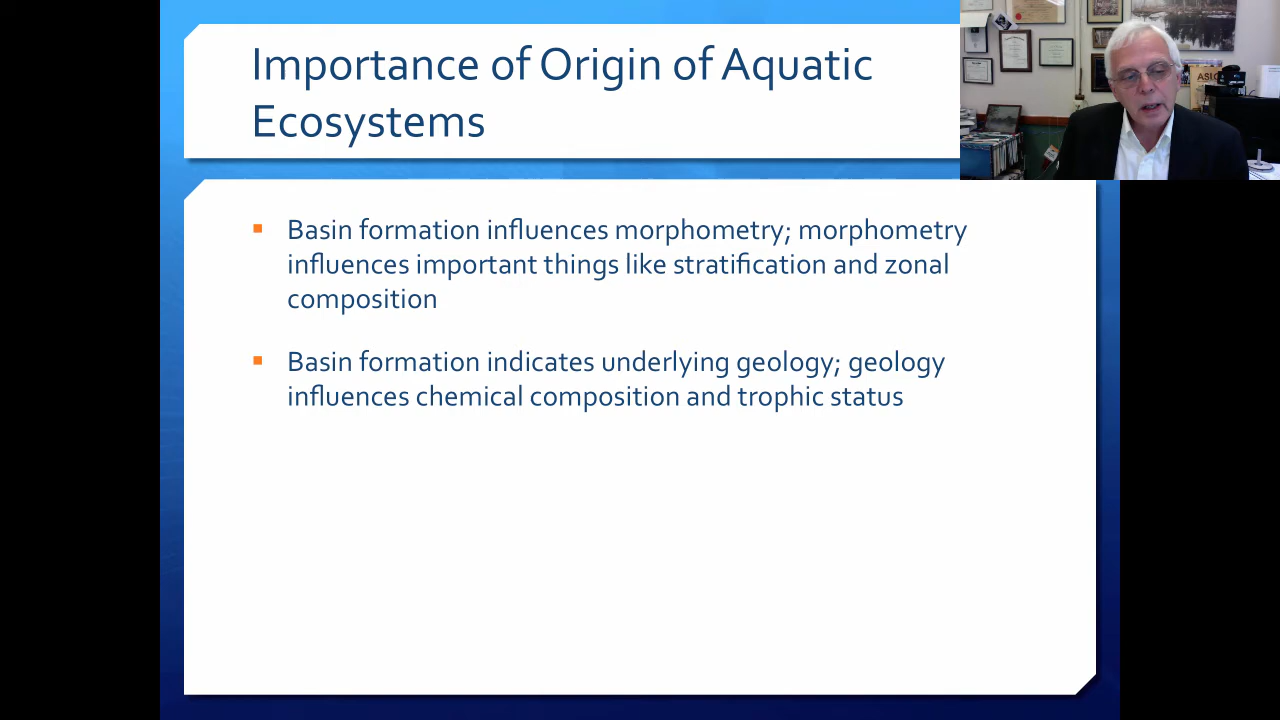 Importance of Origin of Aquatic
Ecosystems
Basin formation influences morphometry; morphometry
influences important things like stratification and zonal
composition
Basin formation indicates underlying geology; geology
influences chemical composition and trophic status